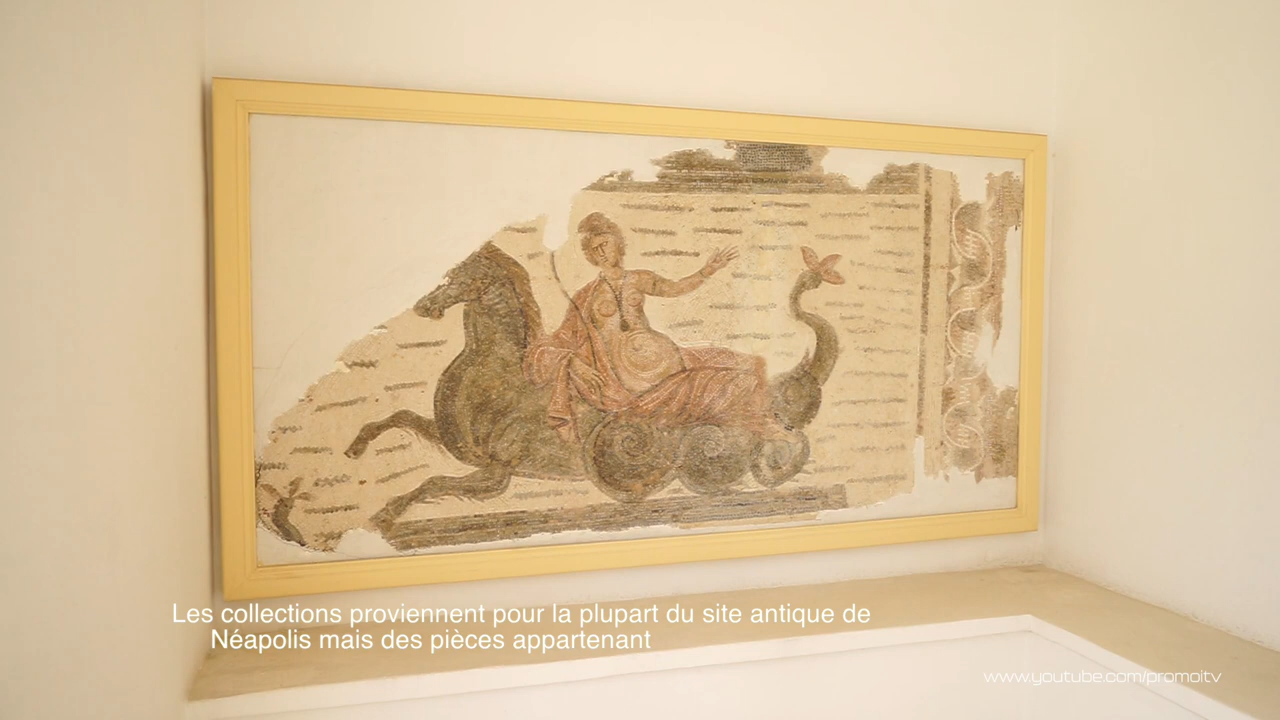 Les collections proviennent pour la plupart du site antique de
Néapolis mais des pièces appartenant
www.youtube.com/promoitv